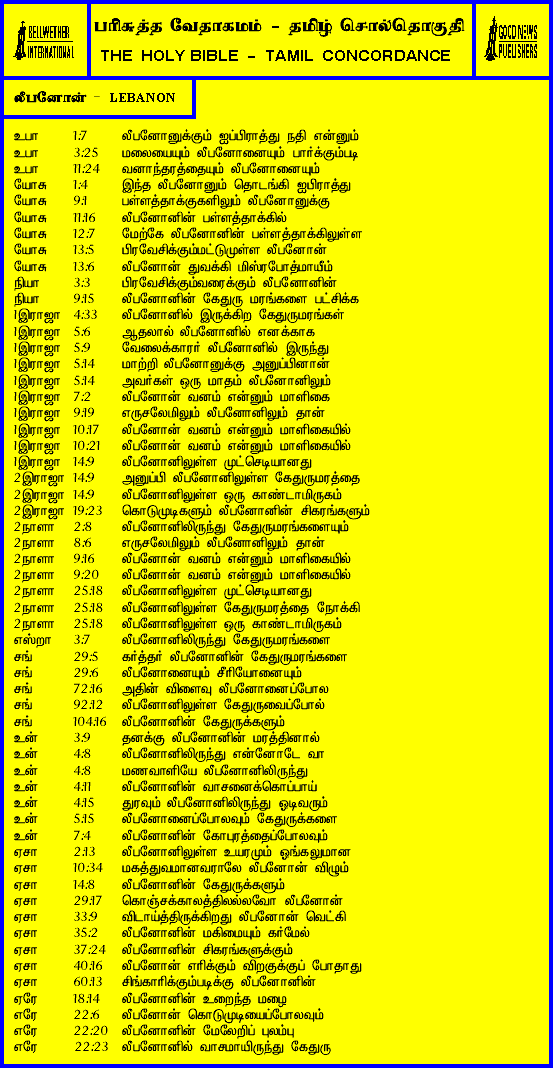 BELLWETHER
INTERNATIONAL
பரிசுத்த வேதாகமம் - தமிழ் சொல்தொகுதி
THE HOLY BIBLE - TAMIL CONCORDANCE
GOOD NEWS
PUBLISHERS
லீபனோன் - LEBANON
உபா 1:7 லீபனோனுக்கும் ஐப்பிராத்து நதி என்னும்
உபா 3:25 மலையையும் லீபனோனையும் பார்க்கும்படி
உபா 11:24 வனாந்தரத்தையும் லீபனோனையும்
யோசு 1:4 இந்த லீபனோனும் தொடங்கி ஐபிராத்து
யோசு 9:1 பள்ளத்தாக்குகளிலும் லீபனோனுக்கு
யோசு 11:16 லீபனோனின் பள்ளத்தாக்கில்
யோசு 12:7 மேற்கே லீபனோனின் பள்ளத்தாக்கிலுள்ள
யோசு 13:5 பிரவேசிக்கும்மட்டுமுள்ள லீபனோன்
யோசு 13:6 லீபனோன் துவக்கி மிஸ்ரபோத்மாயீம்
நியா 3:3 பிரவேசிக்கும்வரைக்கும் லீபனோனின்
நியா 9:15 லீபனோனின் கேதுரு மரங்களை பட்சிக்க
1இராஜா 4:33 லீபனோனில் இருக்கிற கேதுருமரங்கள்
1இராஜா 5:6 ஆதலால் லீபனோனில் எனக்காக
1இராஜா 5:9 வேலைக்காரர் லீபனோனில் இருந்து
1இராஜா 5:14 மாற்றி லீபனோனுக்கு அனுப்பினான்
1இராஜா 5:14 அவர்கள் ஒரு மாதம் லீபனோனிலும்
1இராஜா 7:2 லீபனோன் வனம் என்னும் மாளிகை
1இராஜா 9:19 எருசலேமிலும் லீபனோனிலும் தான்
1இராஜா 10:17 லீபனோன் வனம் என்னும் மாளிகையில்
1இராஜா 10:21 லீபனோன் வனம் என்னும் மாளிகையில்
1இராஜா 14:9 லீபனோனிலுள்ள முட்செடியானது
2இராஜா 14:9 அனுப்பி லீபனோனிலுள்ள கேதுருமரத்தை
2இராஜா 14:9 லீபனோனிலுள்ள ஒரு காண்டாமிருகம்
2இராஜா 19:23 கொடுமுடிகளும் லீபனோனின் சிகரங்களும்
2நாளா 2:8 லீபனோனிலிருந்து கேதுருமரங்களையும்
2நாளா 8:6 எருசலேமிலும் லீபனோனிலும் தான்
2நாளா 9:16 லீபனோன் வனம் என்னும் மாளிகையில்
2நாளா 9:20 லீபனோன் வனம் என்னும் மாளிகையில்
2நாளா 25:18 லீபனோனிலுள்ள முட்செடியானது
2நாளா 25:18 லீபனோனிலுள்ள கேதுருமரத்தை நோக்கி
2நாளா 25:18 லீபனோனிலுள்ள ஒரு காண்டாமிருகம்
எஸ்றா 3:7 லீபனோனிலிருந்து கேதுருமரங்களை
சங் 29:5 கர்த்தர் லீபனோனின் கேதுருமரங்களை
சங் 29:6 லீபனோனையும் சீரியோனையும்
சங் 72:16 அதின் விளைவு லீபனோனைப்போல
சங் 92:12 லீபனோனிலுள்ள கேதுருவைப்போல்
சங் 104:16 லீபனோனின் கேதுருக்களும்
உன் 3:9 தனக்கு லீபனோனின் மரத்தினால்
உன் 4:8 லீபனோனிலிருந்து என்னோடே வா
உன் 4:8 மணவாளியே லீபனோனிலிருந்து
உன் 4:11 லீபனோனின் வாசனைக்கொப்பாய்
உன் 4:15 துரவும் லீபனோனிலிருந்து ஓடிவரும்
உன் 5:15 லீபனோனைப்போலவும் கேதுருக்களை
உன் 7:4 லீபனோனின் கோபுரத்தைப்போலவும்
ஏசா 2:13 லீபனோனிலுள்ள உயரமும் ஓங்கலுமான
ஏசா 10:34 மகத்துவமானவராலே லீபனோன் விழும்
ஏசா 14:8 லீபனோனின் கேதுருக்களும்
ஏசா 29:17 கொஞ்சக்காலத்திலல்லவோ லீபனோன்
ஏசா 33:9 விடாய்த்திருக்கிறது லீபனோன் வெட்கி
ஏசா 35:2 லீபனோனின் மகிமையும் கர்மேல்
ஏசா 37:24 லீபனோனின் சிகரங்களுக்கும்
ஏசா 40:16 லீபனோன் எரிக்கும் விறகுக்குப் போதாது
ஏசா 60:13 சிங்காரிக்கும்படிக்கு லீபனோனின்
ஏரே 18:14 லீபனோனின் உறைந்த மழை
எரே 22:6 லீபனோன் கொடுமுடியைப்போலவும்
எரே 22:20 லீபனோனின் மேலேறிப் புலம்பு
எரே 22:23 லீபனோனில் வாசமாயிருந்து கேதுரு